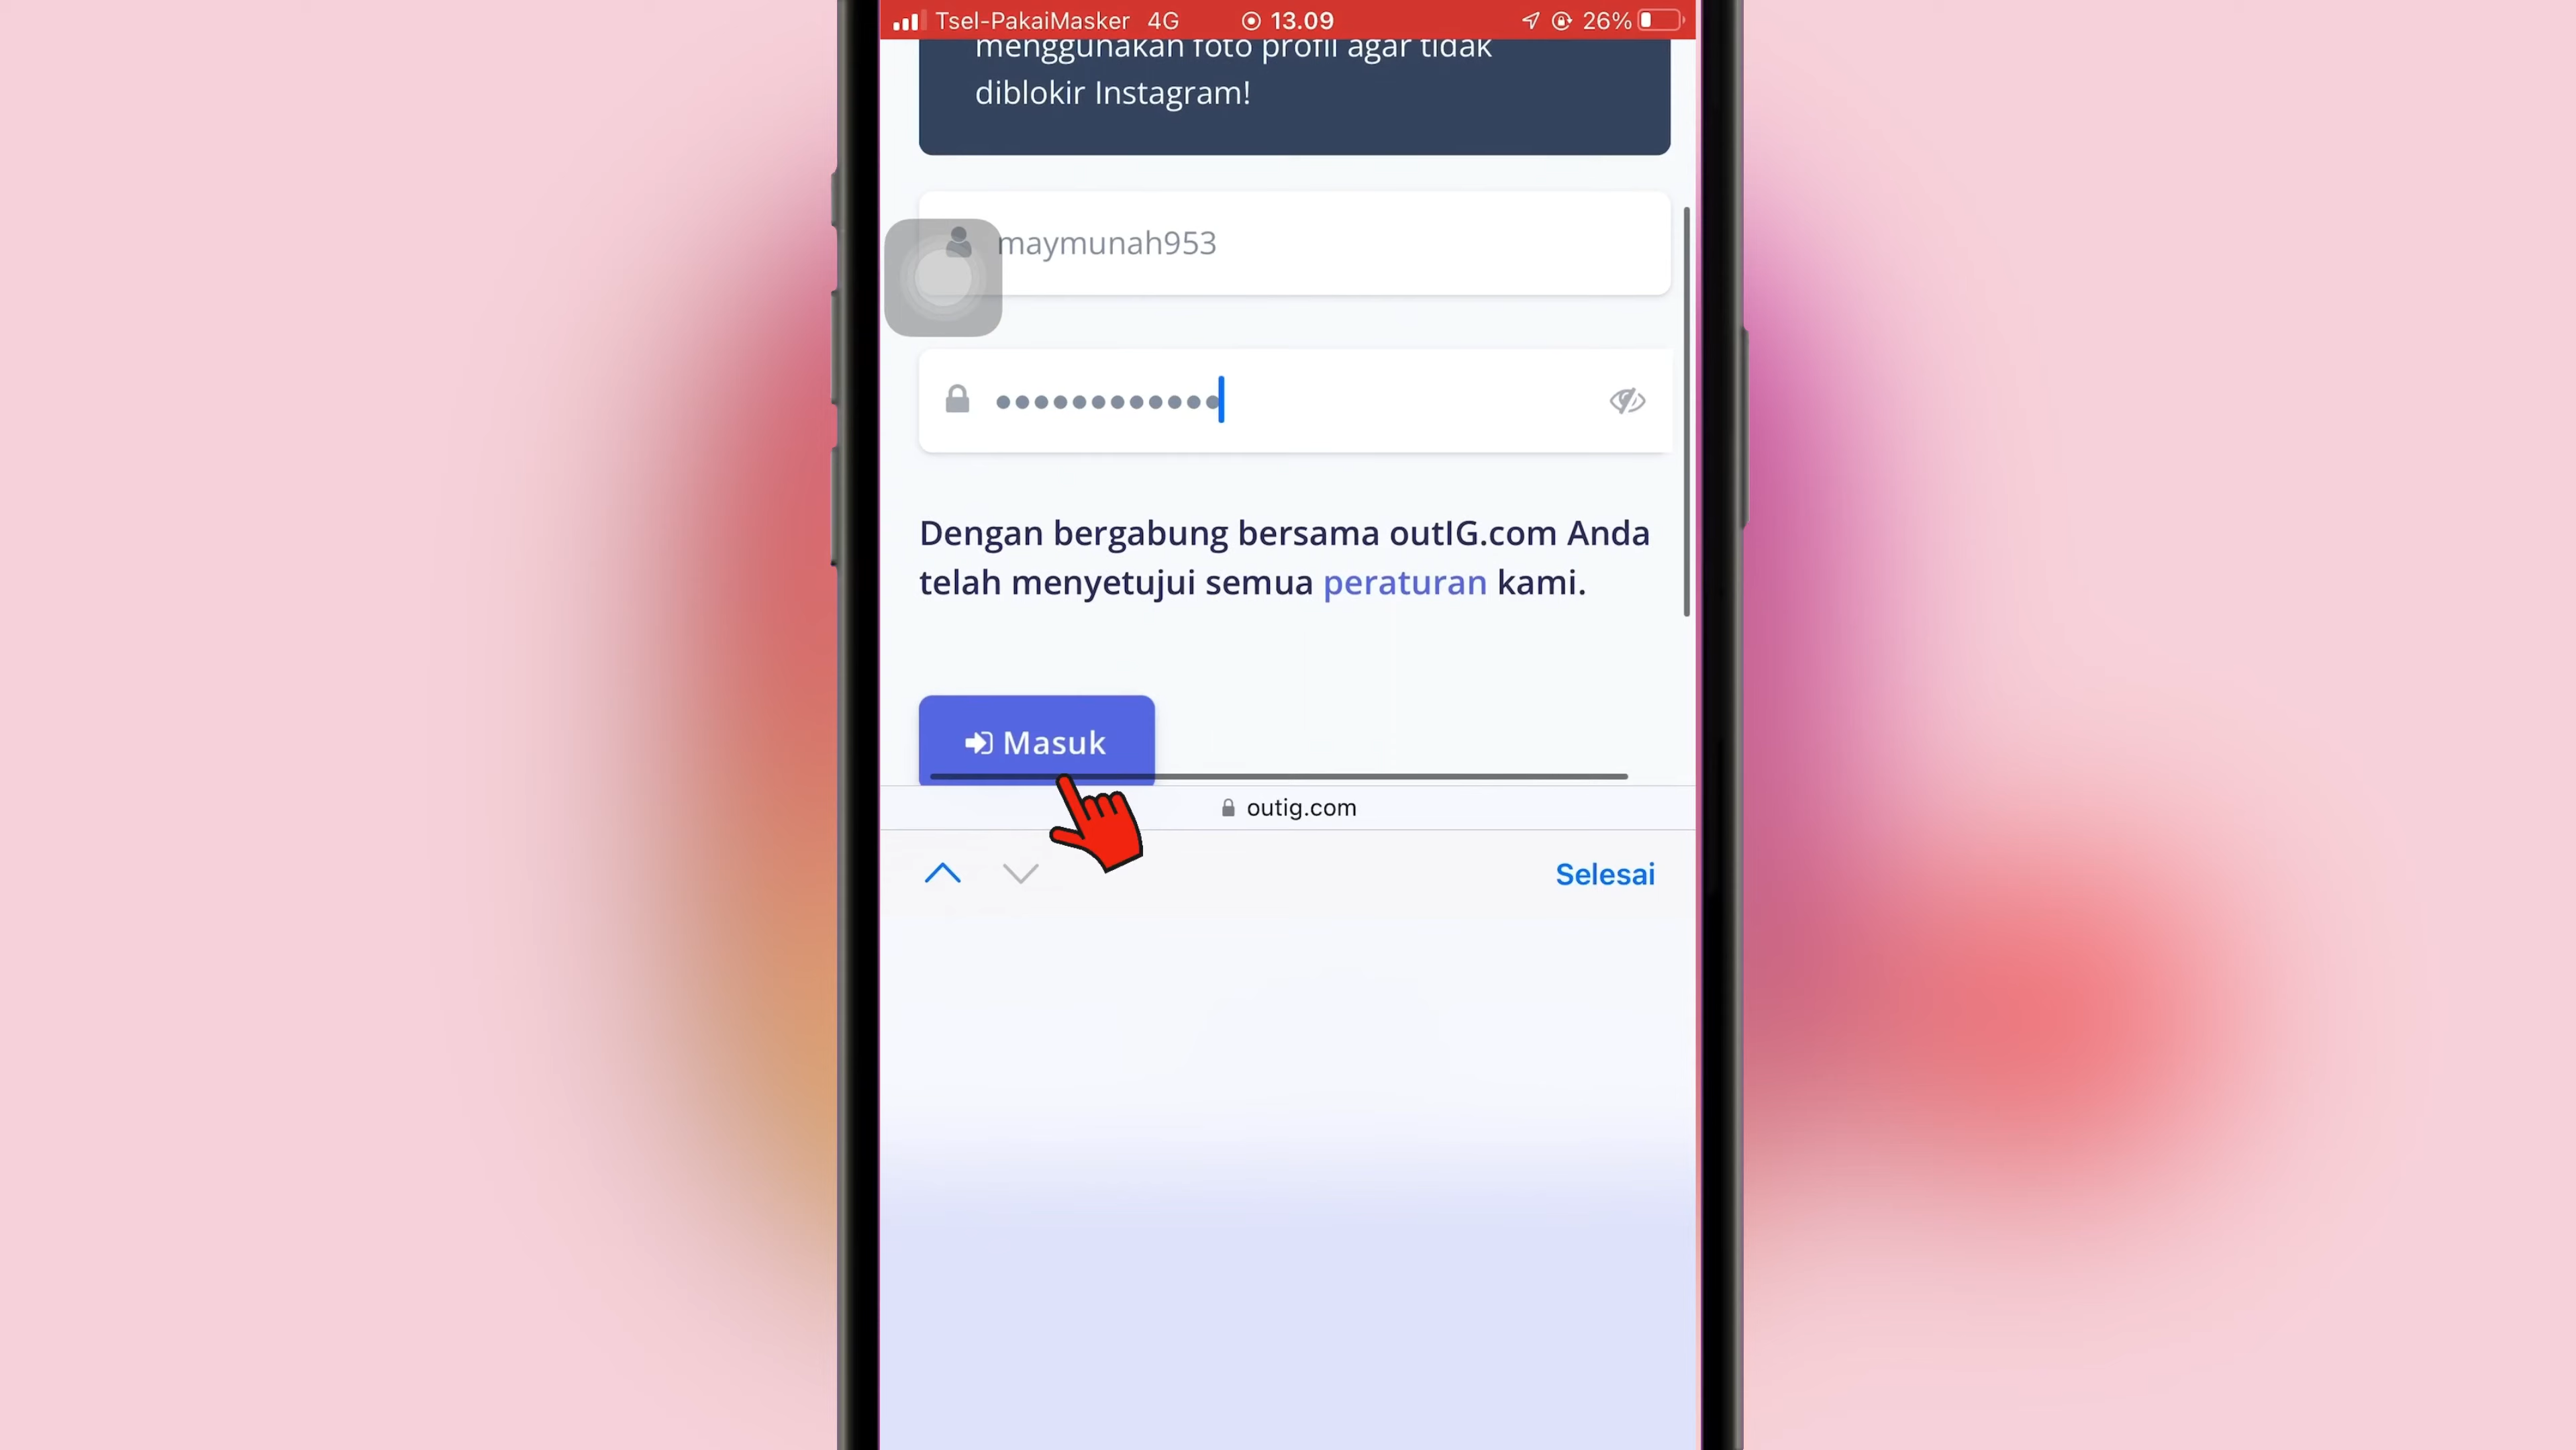 Tsel-PakaiMasker 4G 13.09 26%
menggunakan foto profil agar tidak
diblokir Instagram!
maymunah953
••••••••••••
Dengan bergabung bersama outIG.com Anda
telah menyetujui semua peraturan kami.
Masuk
outig.com
Selesai